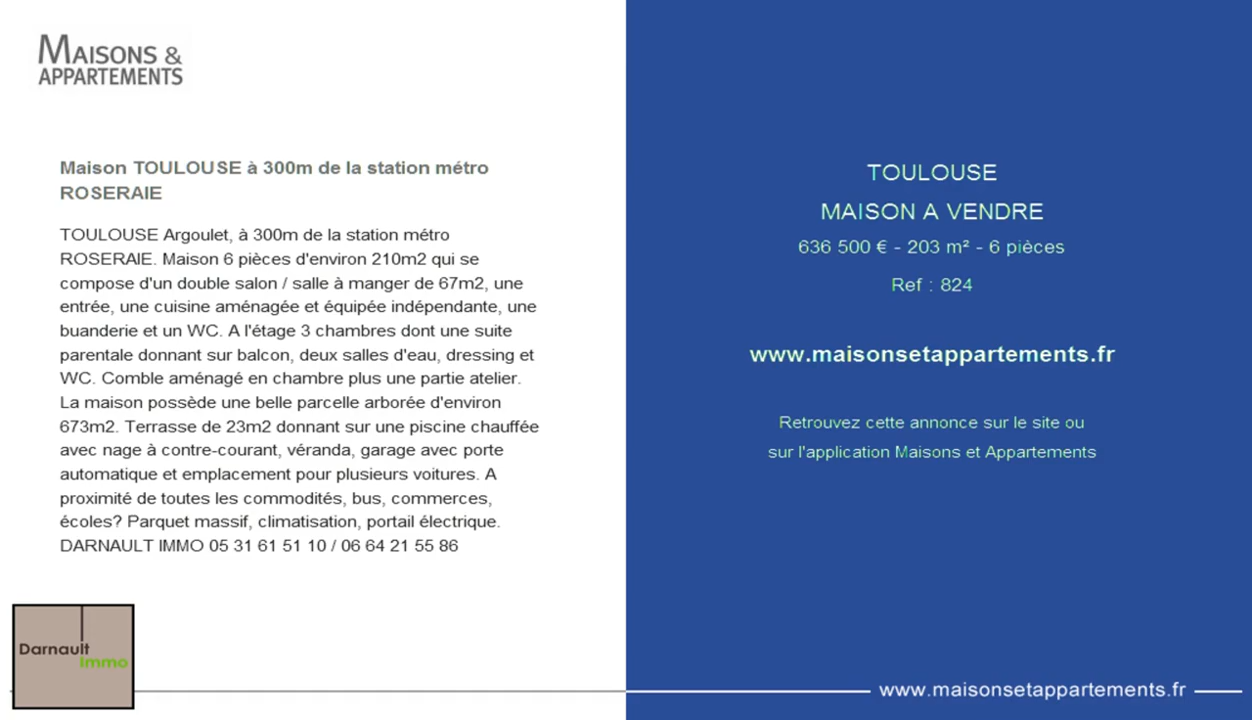 MAISONS &
APPARTEMENTS
Maison TOULOUSE à 300m de la station métro
ROSERAIE
TOULOUSE Argoulet, à 300m de la station métro
ROSERAIE. Maison 6 pièces d'environ 210m2 qui se
compose d'un double salon / salle à manger de 67m2, une
entrée, une cuisine aménagée et équipée indépendante, une
buanderie et un WC. A l'étage 3 chambres dont une suite
parentale donnant sur balcon, deux salles d'eau, dressing et
WC. Comble aménagé en chambre plus une partie atelier.
La maison possède une belle parcelle arborée d'environ
673m2. Terrasse de 23m2 donnant sur une piscine chauffée
avec nage à contre-courant, véranda, garage avec porte
automatique et emplacement pour plusieurs voitures. A
proximité de toutes les commodités, bus, commerces,
écoles? Parquet massif, climatisation, portail électrique.
DARNAULT IMMO 05 31 61 51 10 / 06 64 21 55 86
Darnault
Immo
TOULOUSE
MAISON A VENDRE
636 500 € - 203 m² - 6 pièces
Ref : 824
www.maisonsetappartements.fr
Retrouvez cette annonce sur le site ou
sur l'application Maisons et Appartements
www.maisonsetappartements.fr